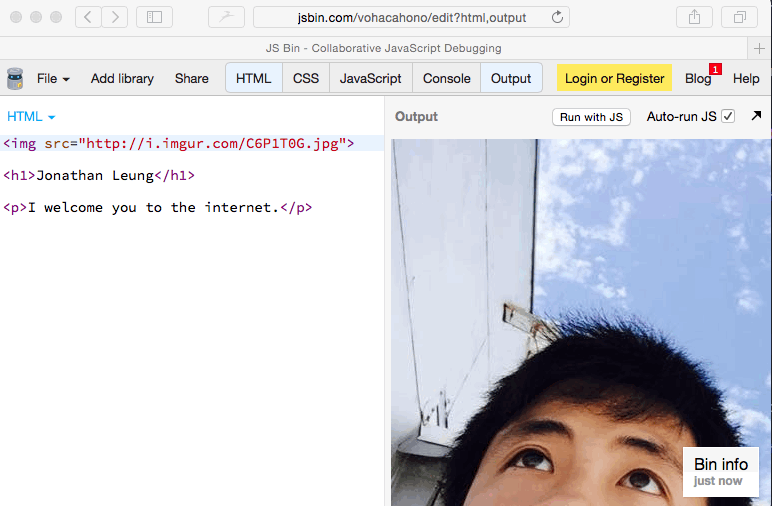 jsbin.com/vohacahono/edit?html,output
JS Bin - Collaborative JavaScript Debugging
File Add library Share HTML CSS JavaScript Console Output Login or Register Blog 1 Help
HTML
Output Run with JS Auto-run JS
<img src="http://i.imgur.com/C6P1T0G.jpg">
<h1>Jonathan Leung</h1>
<p>I welcome you to the internet.</p>
Bin info
just now